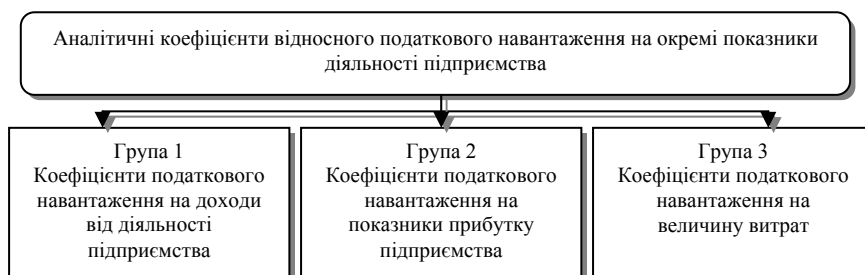 Аналітичні коефіцієнти відносного податкового навантаження на окремі показники
діяльності підприємства
Група 1
Коефіцієнти податкового
навантаження на доходи
від діяльності
підприємства
Група 2
Коефіцієнти податкового
навантаження на
показники прибутку
підприємства
Група 3
Коефіцієнти податкового
навантаження на
величину витрат